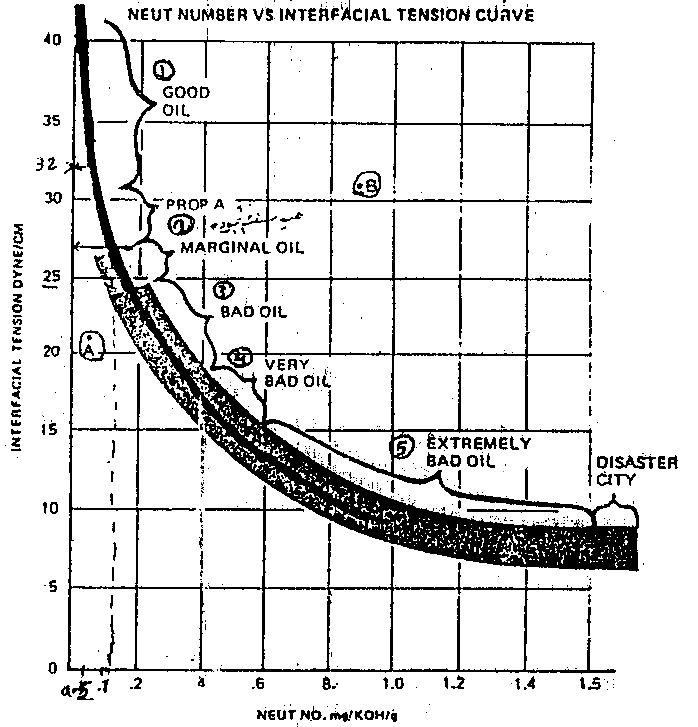 NEUT NUMBER VS INTERFACIAL TENSION CURVE
40
1
GOOD
OIL
35
32
30
B
PROP A
2
MARGINAL OIL
25
3
BAD OIL
A
20
4
VERY
BAD OIL
15
5 EXTREMELY
BAD OIL
DISASTER
CITY
10
5
0
.1
.2
4
.6
8.
1.0
1.2
1.4
1.5
INTERFACIAL TENSION DYNE/CM
NEUT NO. mg/KOH/g